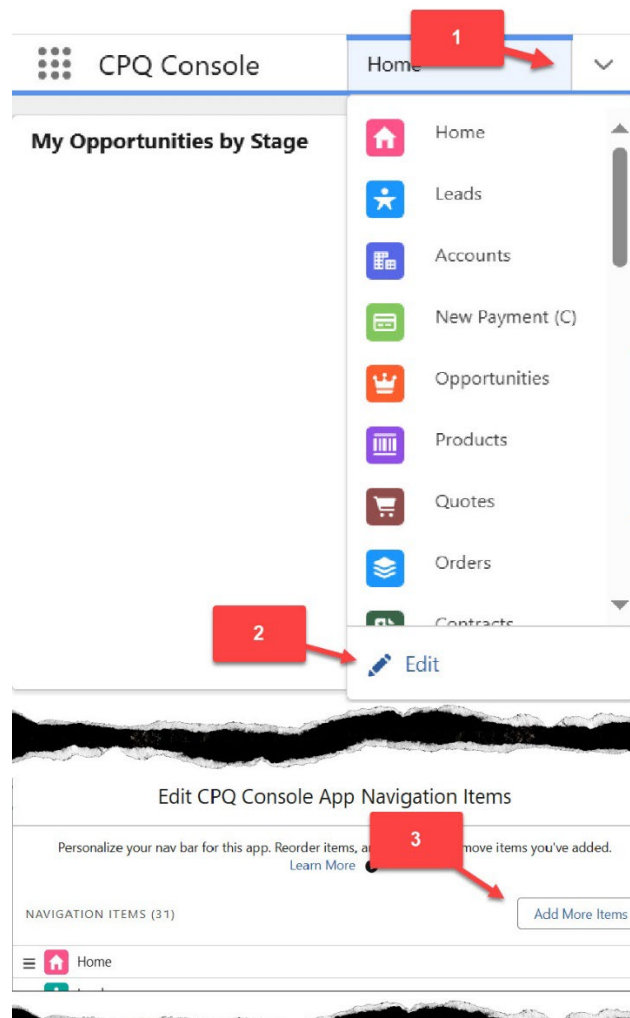 1
CPQ Console
Home
My Opportunities by Stage
Home
Leads
Accounts
New Payment (C)
Opportunities
Products
Quotes
Orders
Contracts
2
Edit
Edit CPQ Console App Navigation Items
Personalize your nav bar for this app. Reorder items, move items you've added.
Learn More
3
NAVIGATION ITEMS (31)
Add More Items
Home